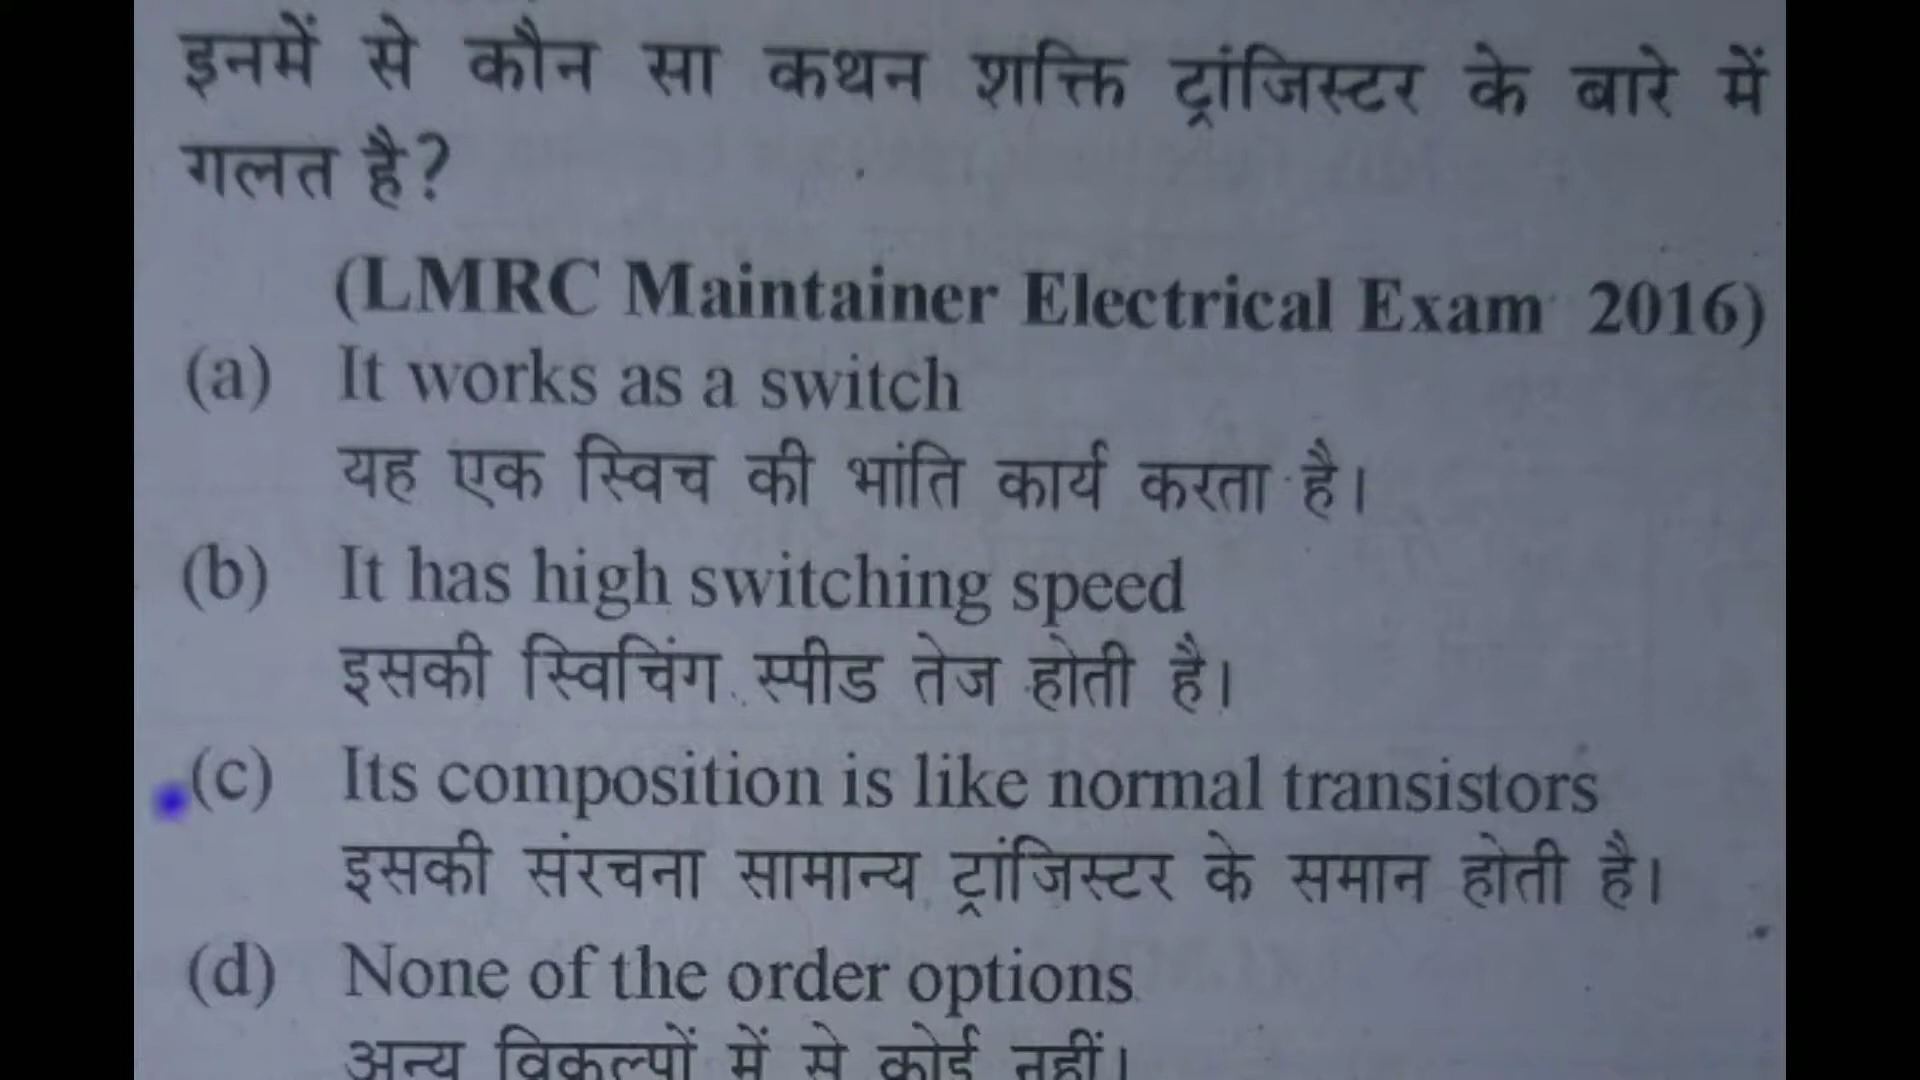 इनमें से कौन सा कथन शक्ति ट्रांजिस्टर के बारे में
गलत है?
(LMRC Maintainer Electrical Exam 2016)
(a) It works as a switch
यह एक स्विच की भांति कार्य करता है।
(b) It has high switching speed
इसकी स्विचिंग स्पीड तेज होती है।
(c) Its composition is like normal transistors
इसकी संरचना सामान्य ट्रांजिस्टर के समान होती है।
(d) None of the order options
अन्य विकल्पों में से कोई नहीं।